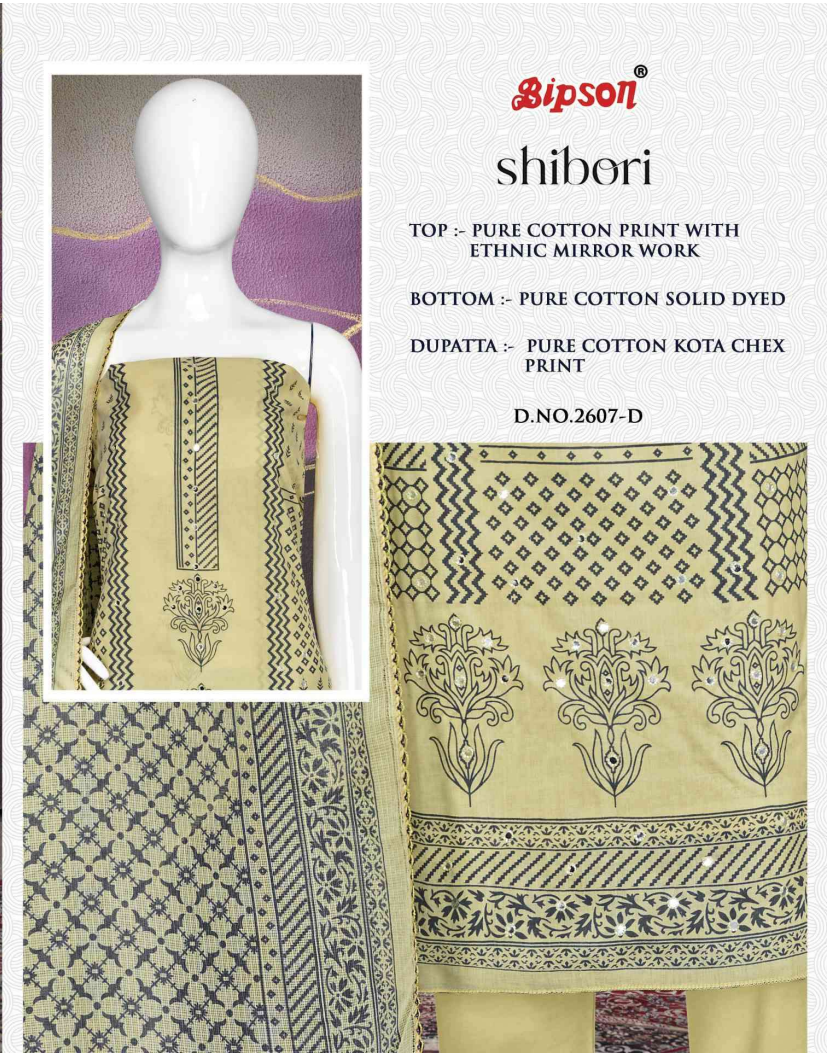 Bipson®
shibori
TOP :- PURE COTTON PRINT WITH
ETHNIC MIRROR WORK
BOTTOM :- PURE COTTON SOLID DYED
DUPATTA :- PURE COTTON KOTA CHEX
PRINT
D.NO.2607-D